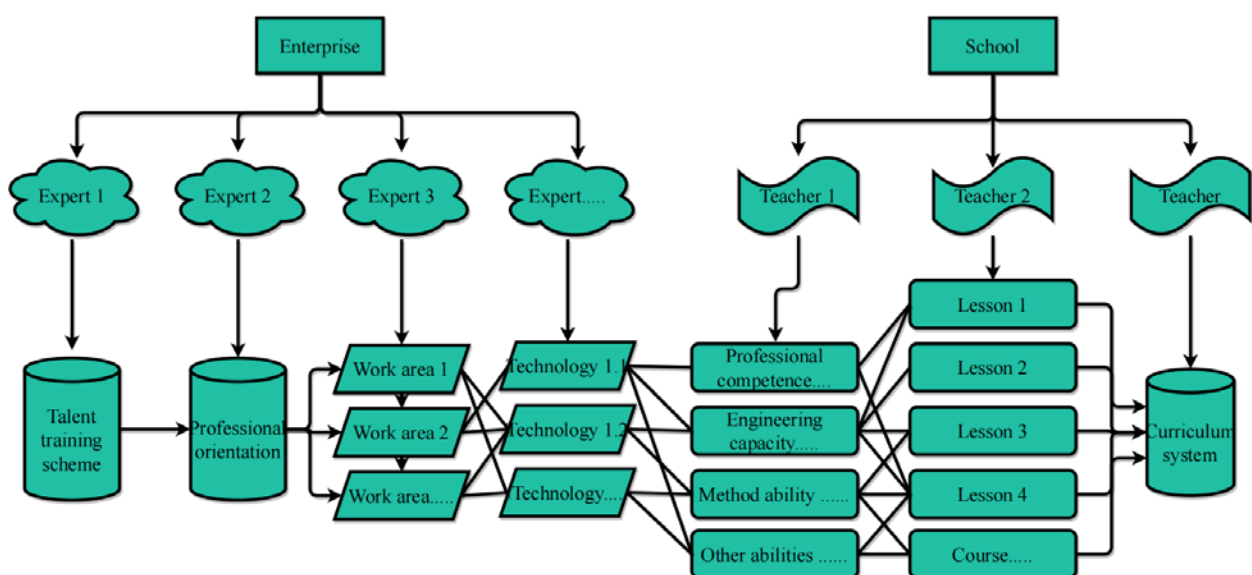 Enterprise
School
Expert 1
Expert 2
Expert 3
Expert.....
Teacher 1
Teacher 2
Teacher
Talent
training
scheme
Professional
orientation
Work area 1
Work area 2
Work area.....
Technology 1.1
Technology 1.2
Technology....
Professional
competence....
Engineering
capacity.....
Method ability ......
Other abilities ......
Lesson 1
Lesson 2
Lesson 3
Lesson 4
Course.....
Curriculum
system